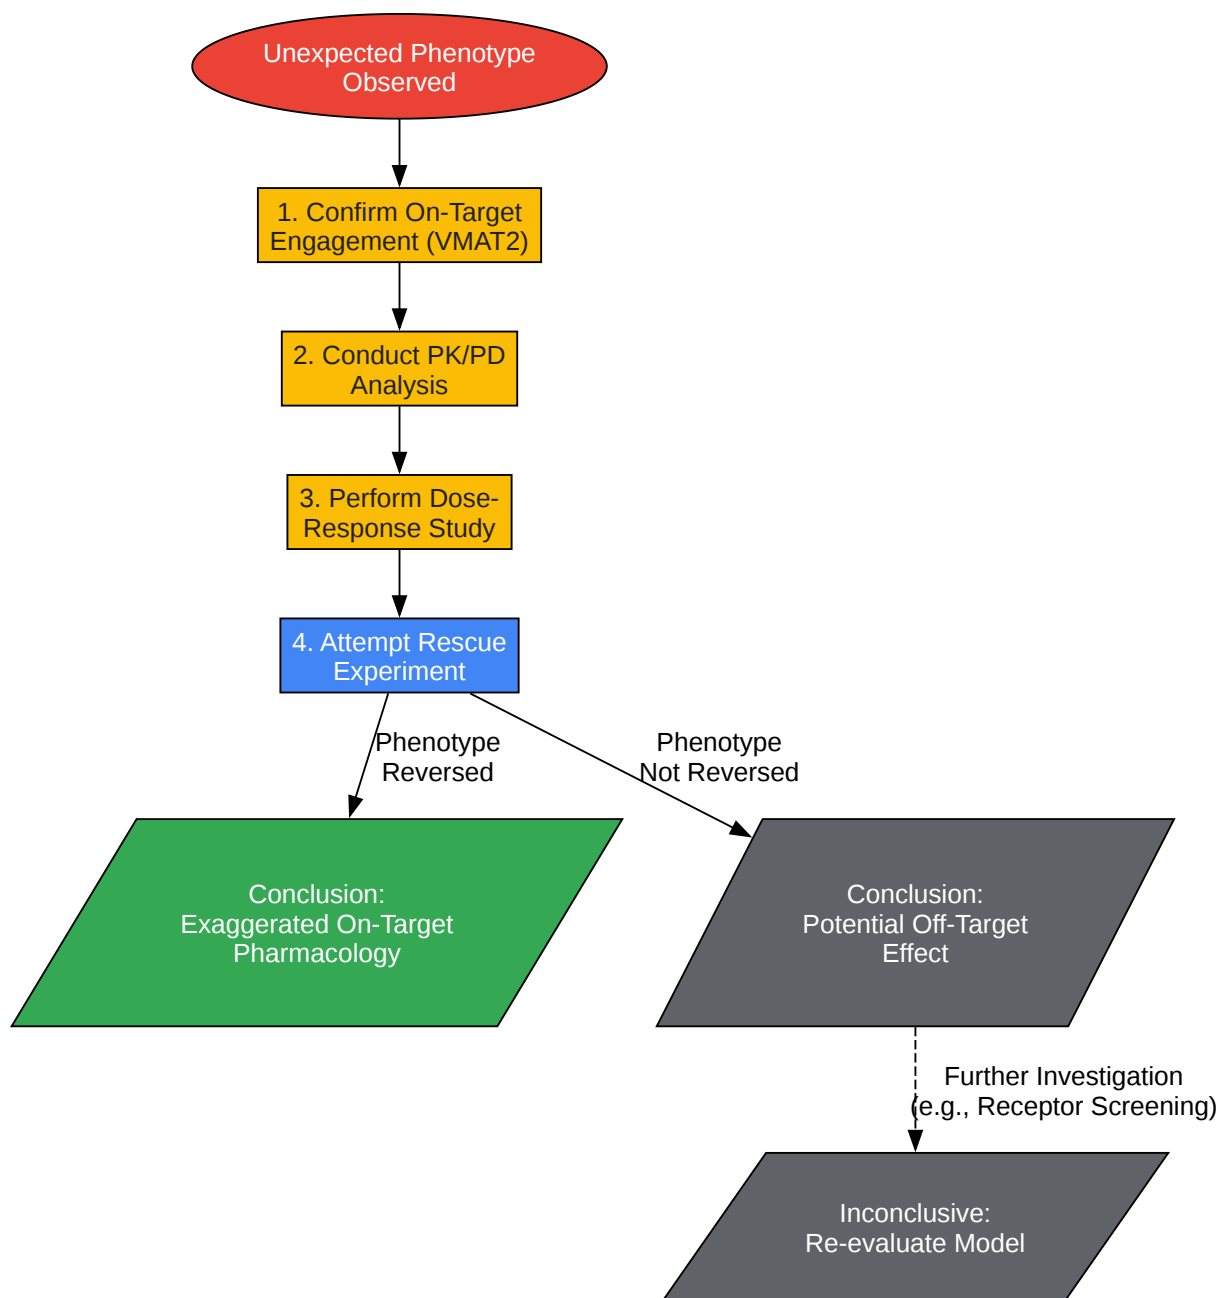 Unexpected Phenotype
Observed
1. Confirm On-Target
Engagement (VMAT2)
2. Conduct PK/PD
Analysis
3. Perform Dose-
Response Study
4. Attempt Rescue
Experiment
Phenotype
Reversed
Phenotype
Not Reversed
Conclusion:
Exaggerated On-Target
Pharmacology
Conclusion:
Potential Off-Target
Effect
Further Investigation
(e.g., Receptor Screening)
Inconclusive:
Re-evaluate Model